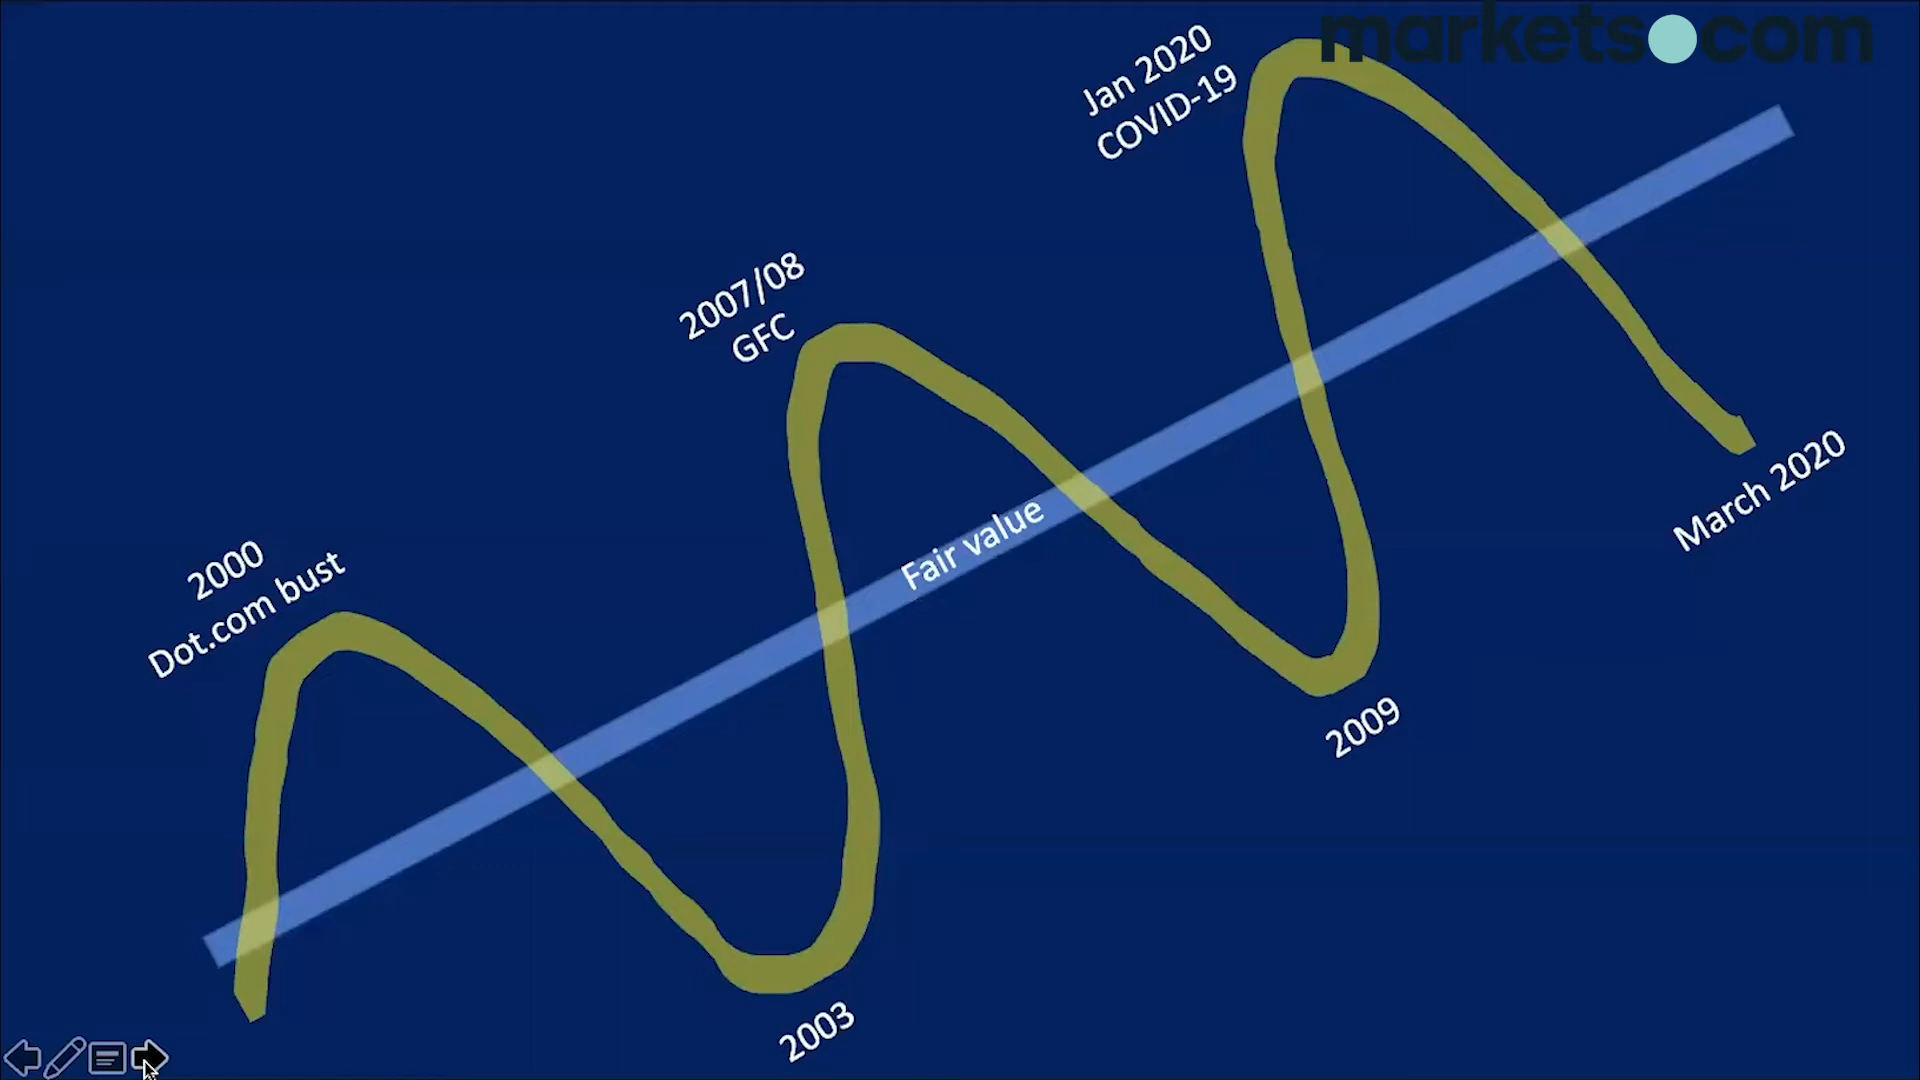 markets.com
Jan 2020
COVID-19
2007/08
GFC
Fair value
March 2020
2000
Dot.com bust
2009
2003